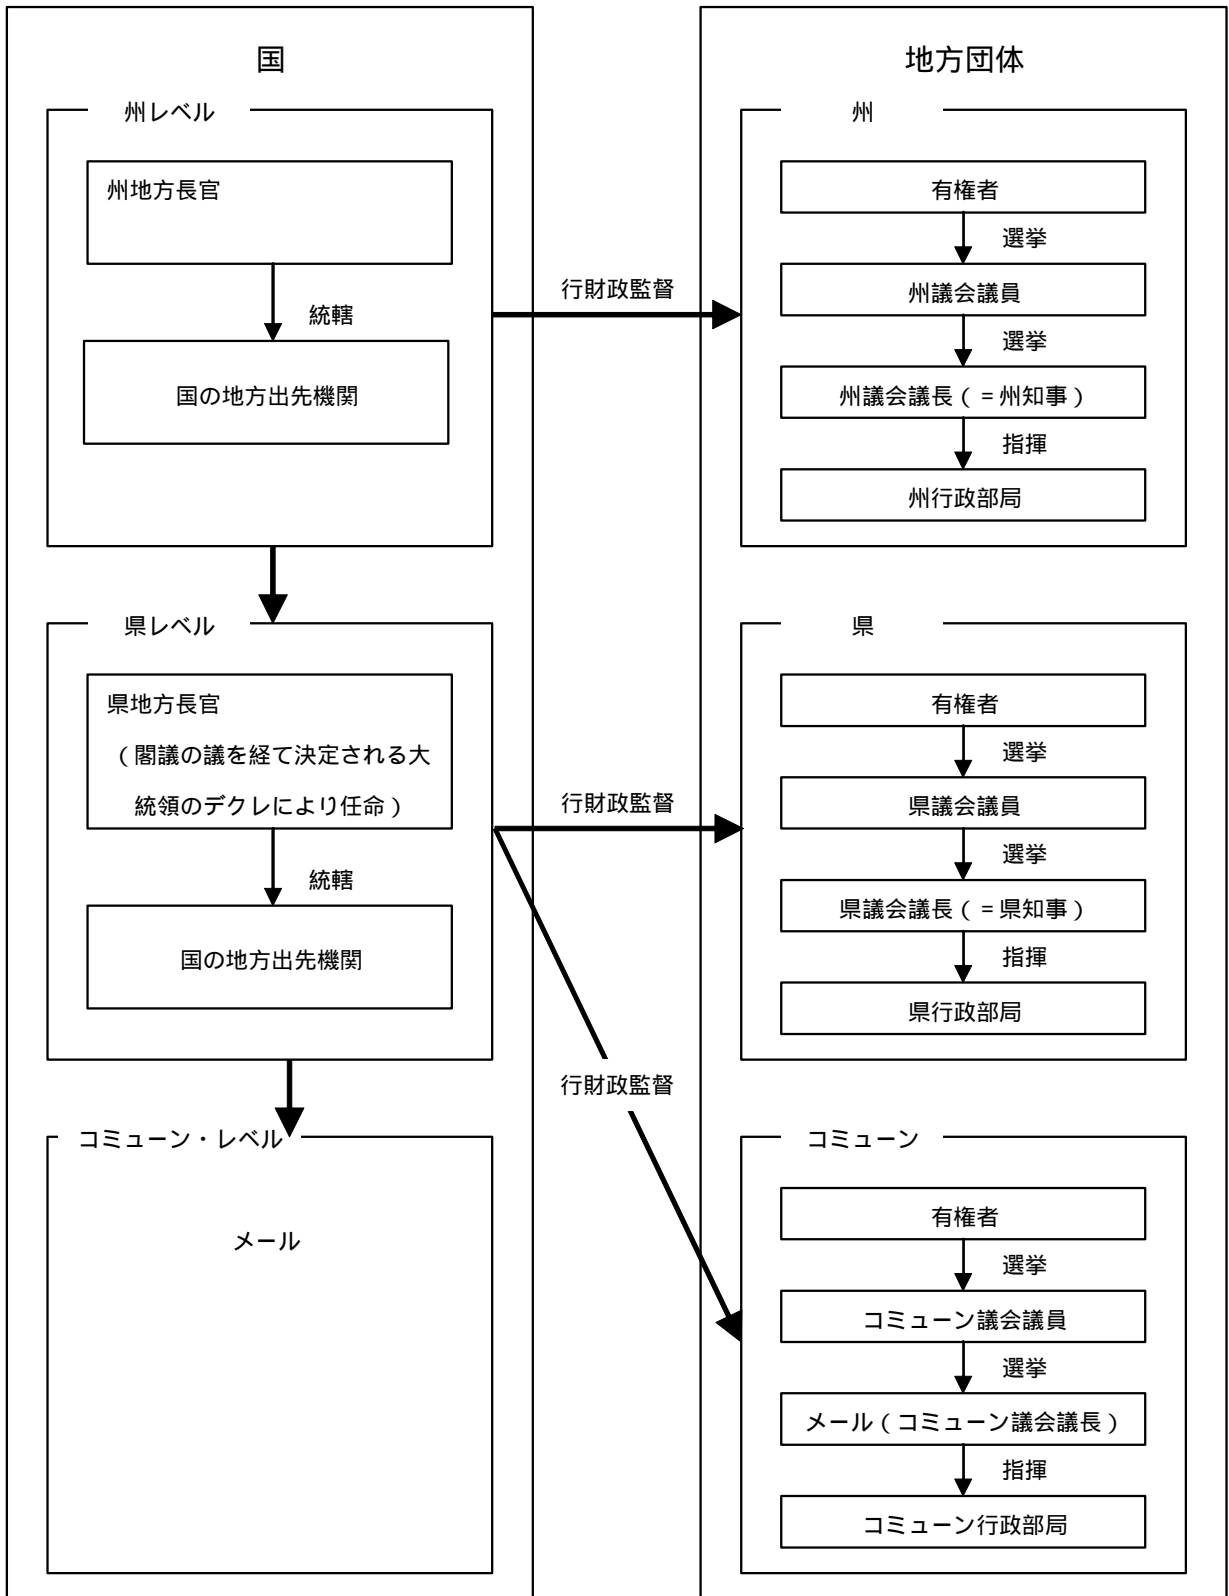 国
州レベル
州地方長官
統轄
国の地方出先機関
県レベル
県地方長官
（閣議の議を経て決定される大
統領のデクレにより任命）
統轄
国の地方出先機関
コミューン・レベル
メール
行財政監督
行財政監督
行財政監督
地方団体
州
有権者
選挙
州議会議員
選挙
州議会議長（＝州知事）
指揮
州行政部局
県
有権者
選挙
県議会議員
選挙
県議会議長（＝県知事）
指揮
県行政部局
コミューン
有権者
選挙
コミューン議会議員
選挙
メール（コミューン議会議長）
指揮
コミューン行政部局